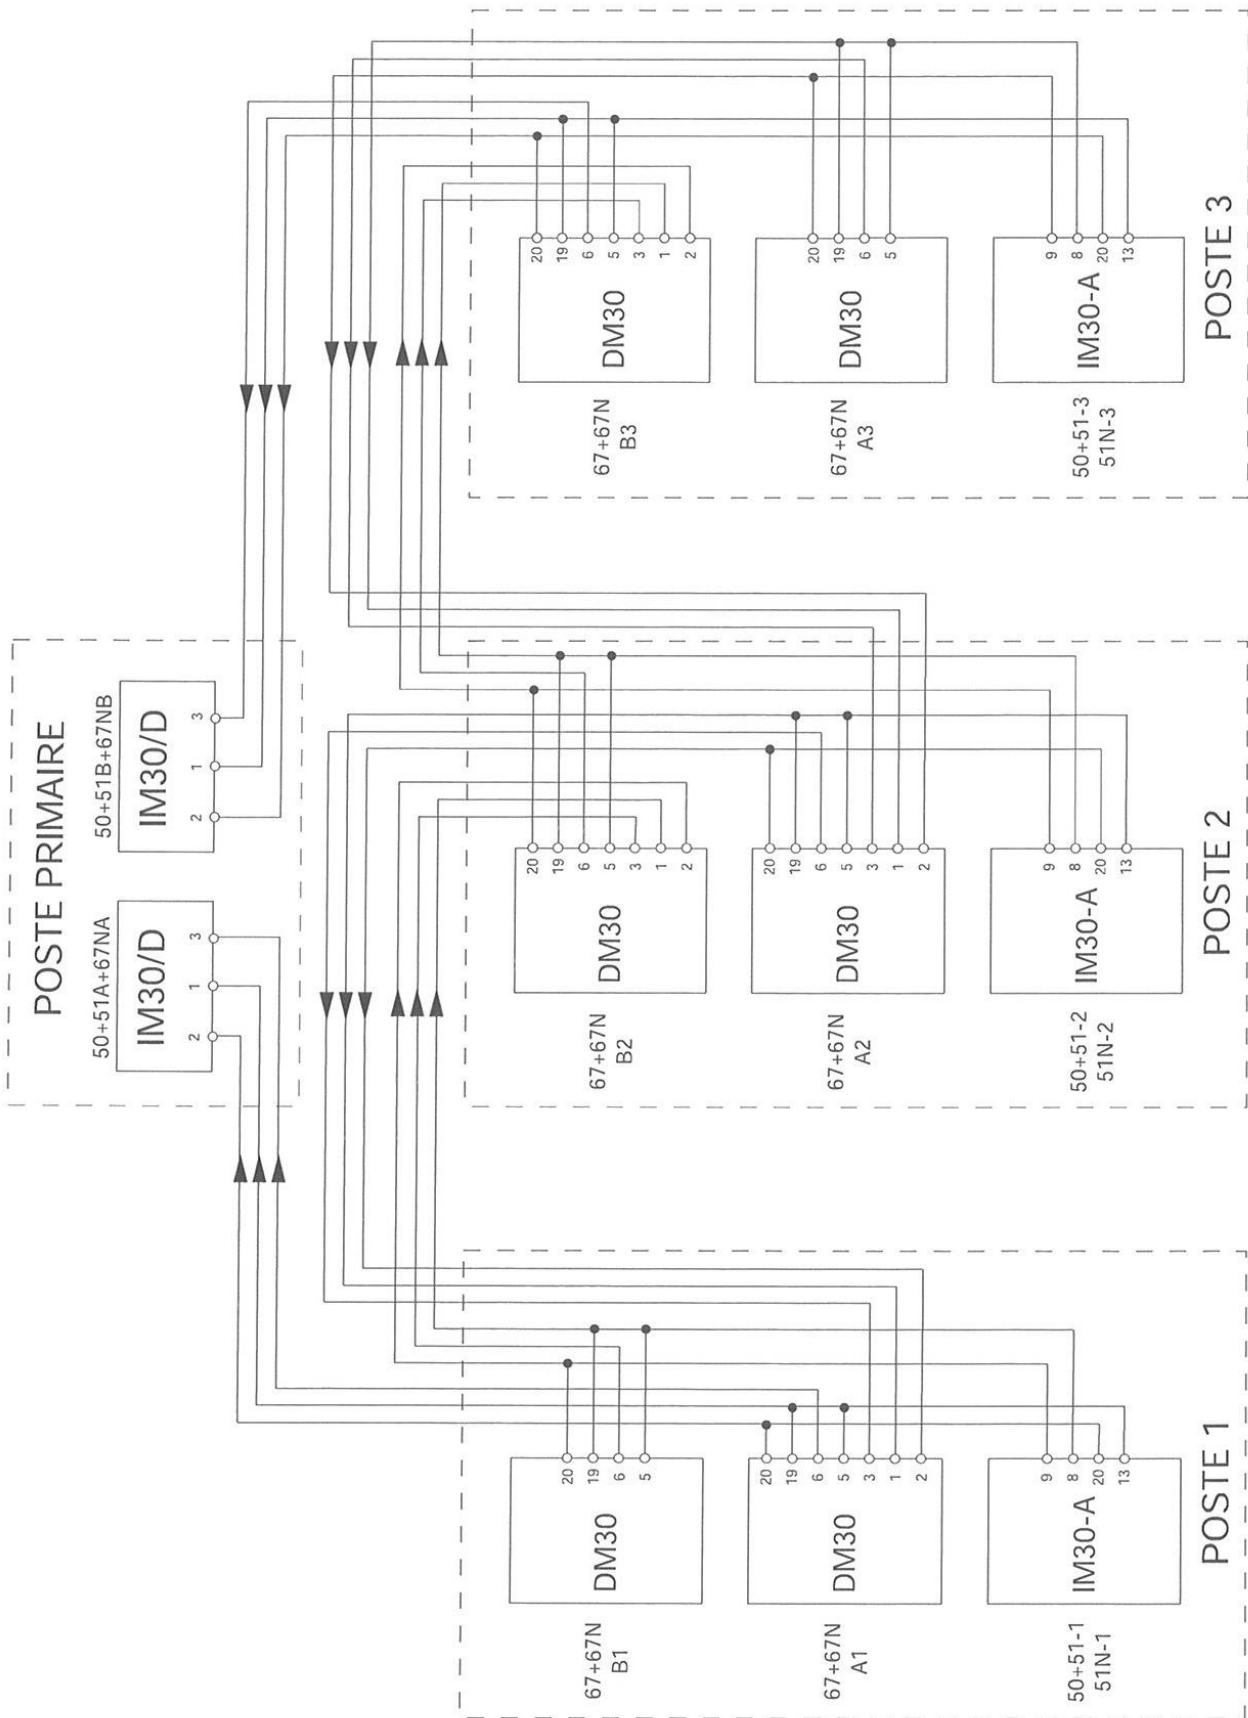 POSTE PRIMAIRE
50+51A+67NA
IM30/D
2
1
3
50+51B+67NB
IM30/D
2
1
3
67+67N
B1
DM30
20
19
6
5
67+67N
A1
DM30
20
19
6
5
3
1
2
50+51-1
51N-1
IM30-A
9
8
20
13
POSTE 1
67+67N
B2
DM30
20
19
6
5
3
1
2
67+67N
A2
DM30
20
19
6
5
3
1
2
50+51-2
51N-2
IM30-A
9
8
20
13
POSTE 2
67+67N
B3
DM30
20
19
6
5
3
1
2
67+67N
A3
DM30
20
19
6
5
50+51-3
51N-3
IM30-A
9
8
20
13
POSTE 3